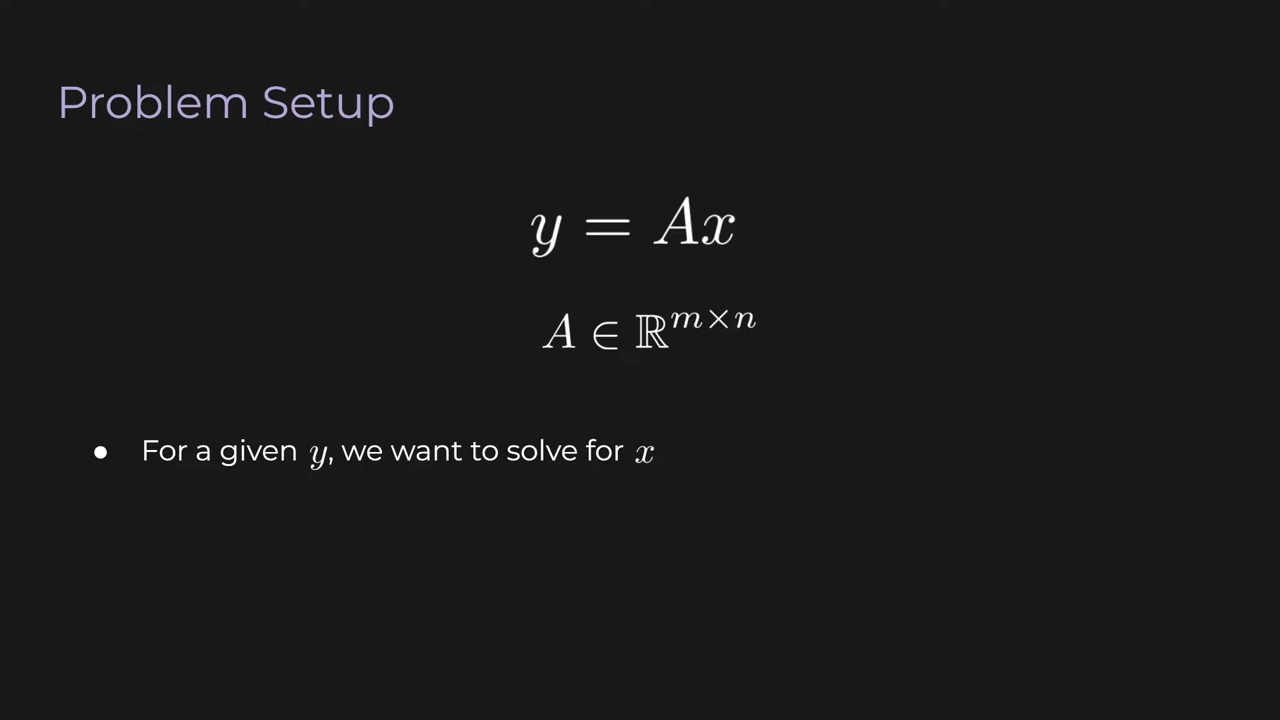 Problem Setup
y = Ax
A ∈ ℝ^{m×n}
● For a given y, we want to solve for x